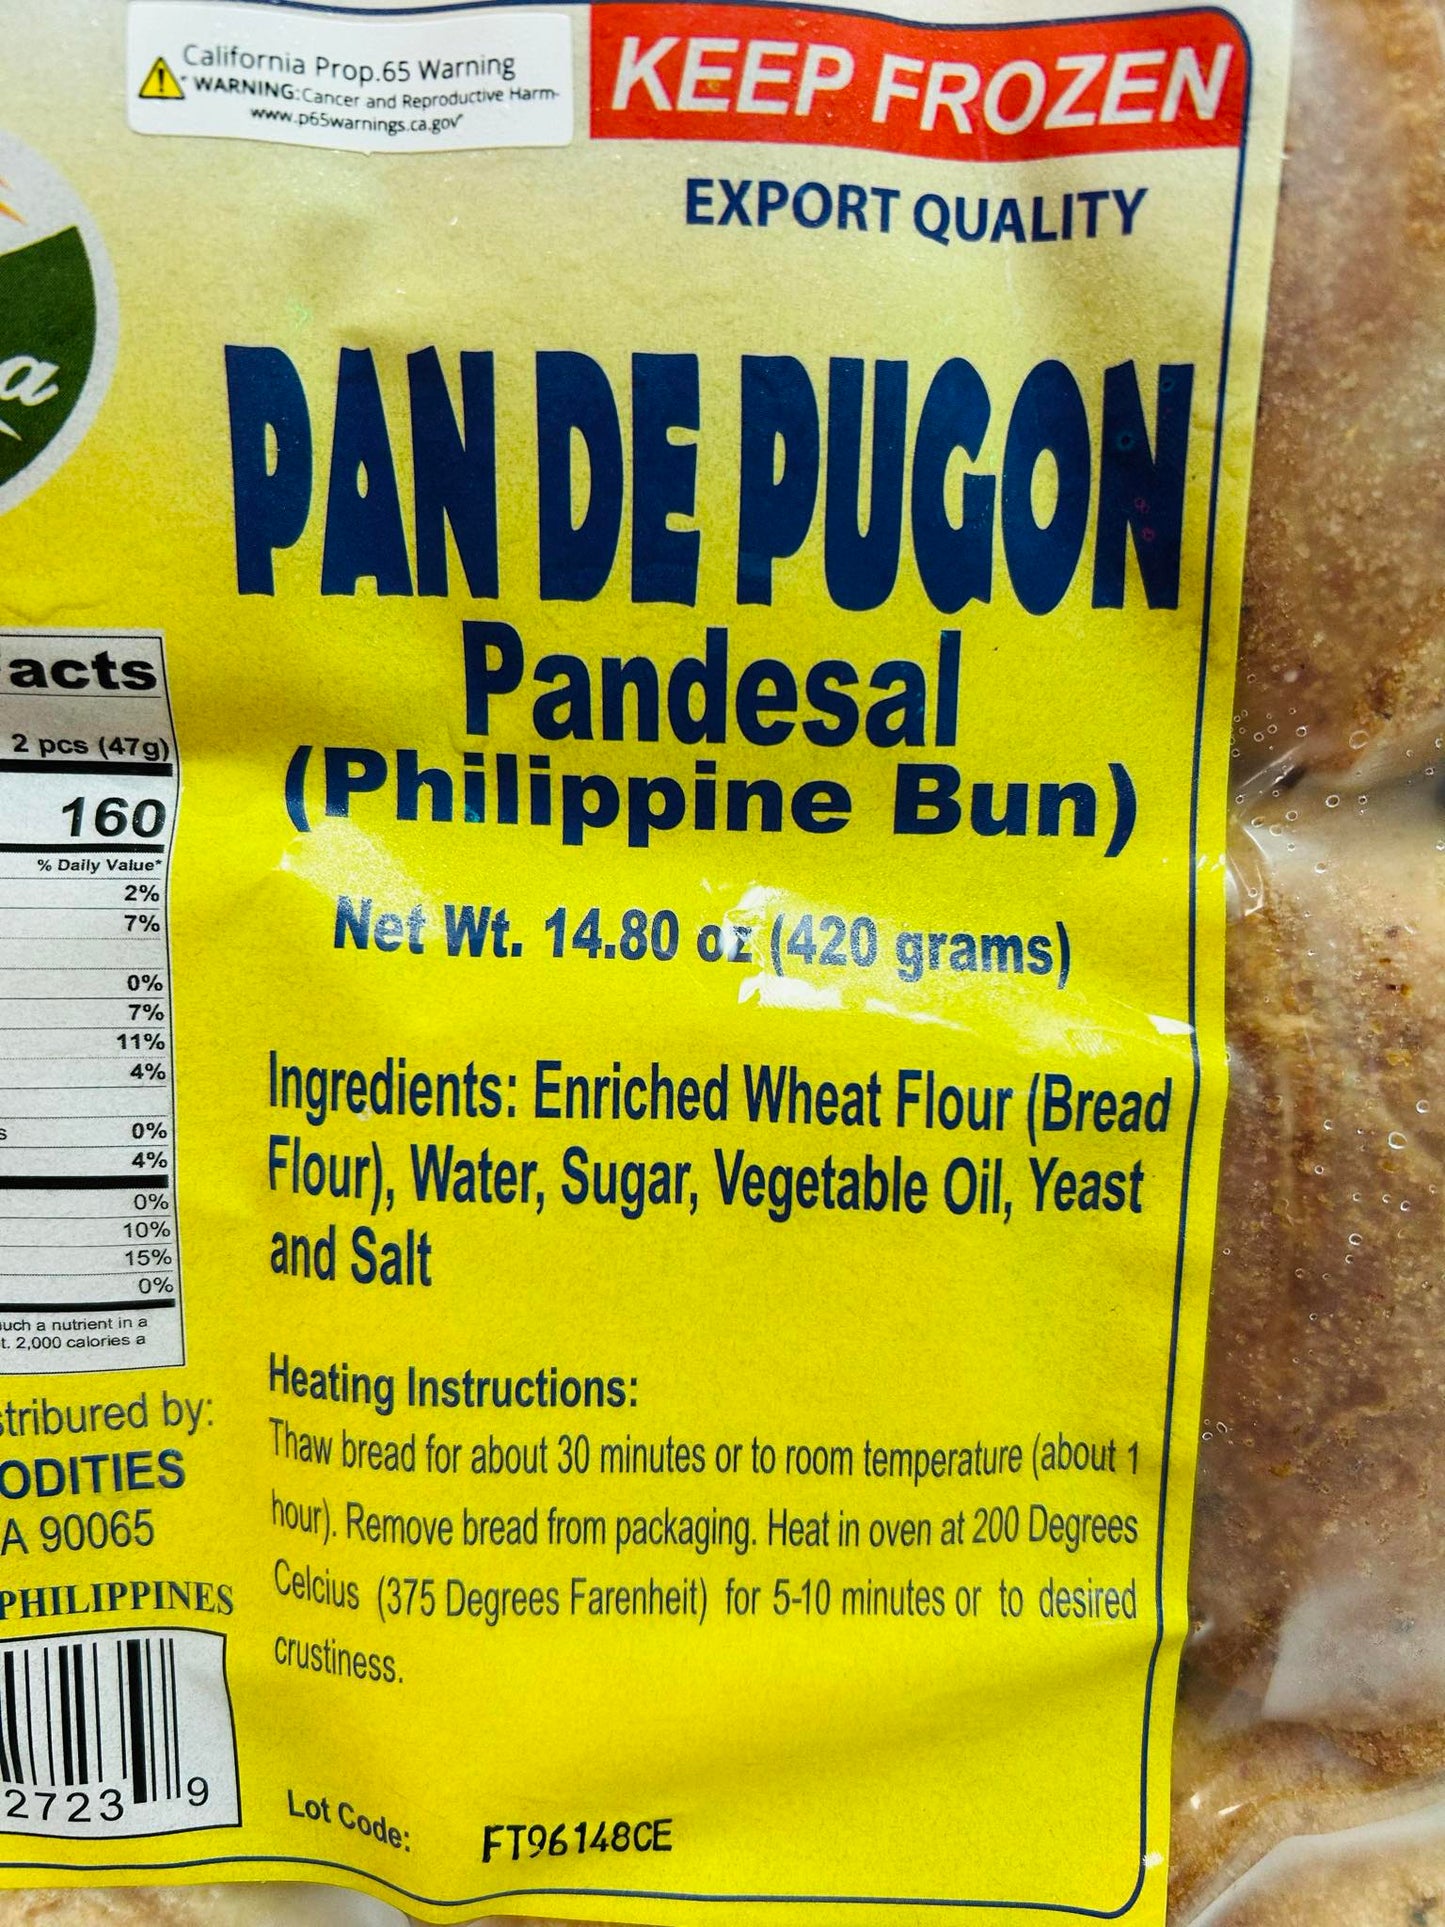 California Prop.65 Warning
WARNING: Cancer and Reproductive Harm-
www.p65warnings.ca.gov
KEEP FROZEN
EXPORT QUALITY
a
PAN DE PUGON
Pandesal
(Philippine Bun)
Net Wt. 14.80 oz (420 grams)
Ingredients: Enriched Wheat Flour (Bread
Flour), Water, Sugar, Vegetable Oil, Yeast
and Salt
Heating Instructions:
Thaw bread for about 30 minutes or to room temperature (about 1
hour). Remove bread from packaging. Heat in oven at 200 Degrees
Celcius (375 Degrees Farenheit) for 5-10 minutes or to desired
crustiness.
Lot Code: FT96148CE
acts
2 pcs (47g)
160
% Daily Value*
2%
7%
0%
7%
11%
4%
s 0%
4%
0%
10%
15%
0%
uch a nutrient in a
t. 2,000 calories a
stribured by:
ODITIES
A 90065
PHILIPPINES
2723 9